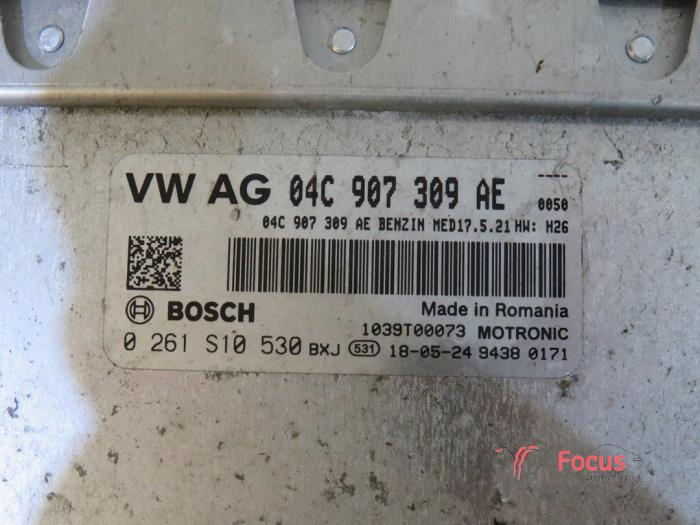 ----
VW AG 04C 907 309 AE 0050
04C 907 309 AE BENZIN MED17.5.21 HW: H26
BOSCH Made in Romania
1039T00073 MOTRONIC
0 261 S10 530 BXJ 531 18-05-24 9438 0171
Focus